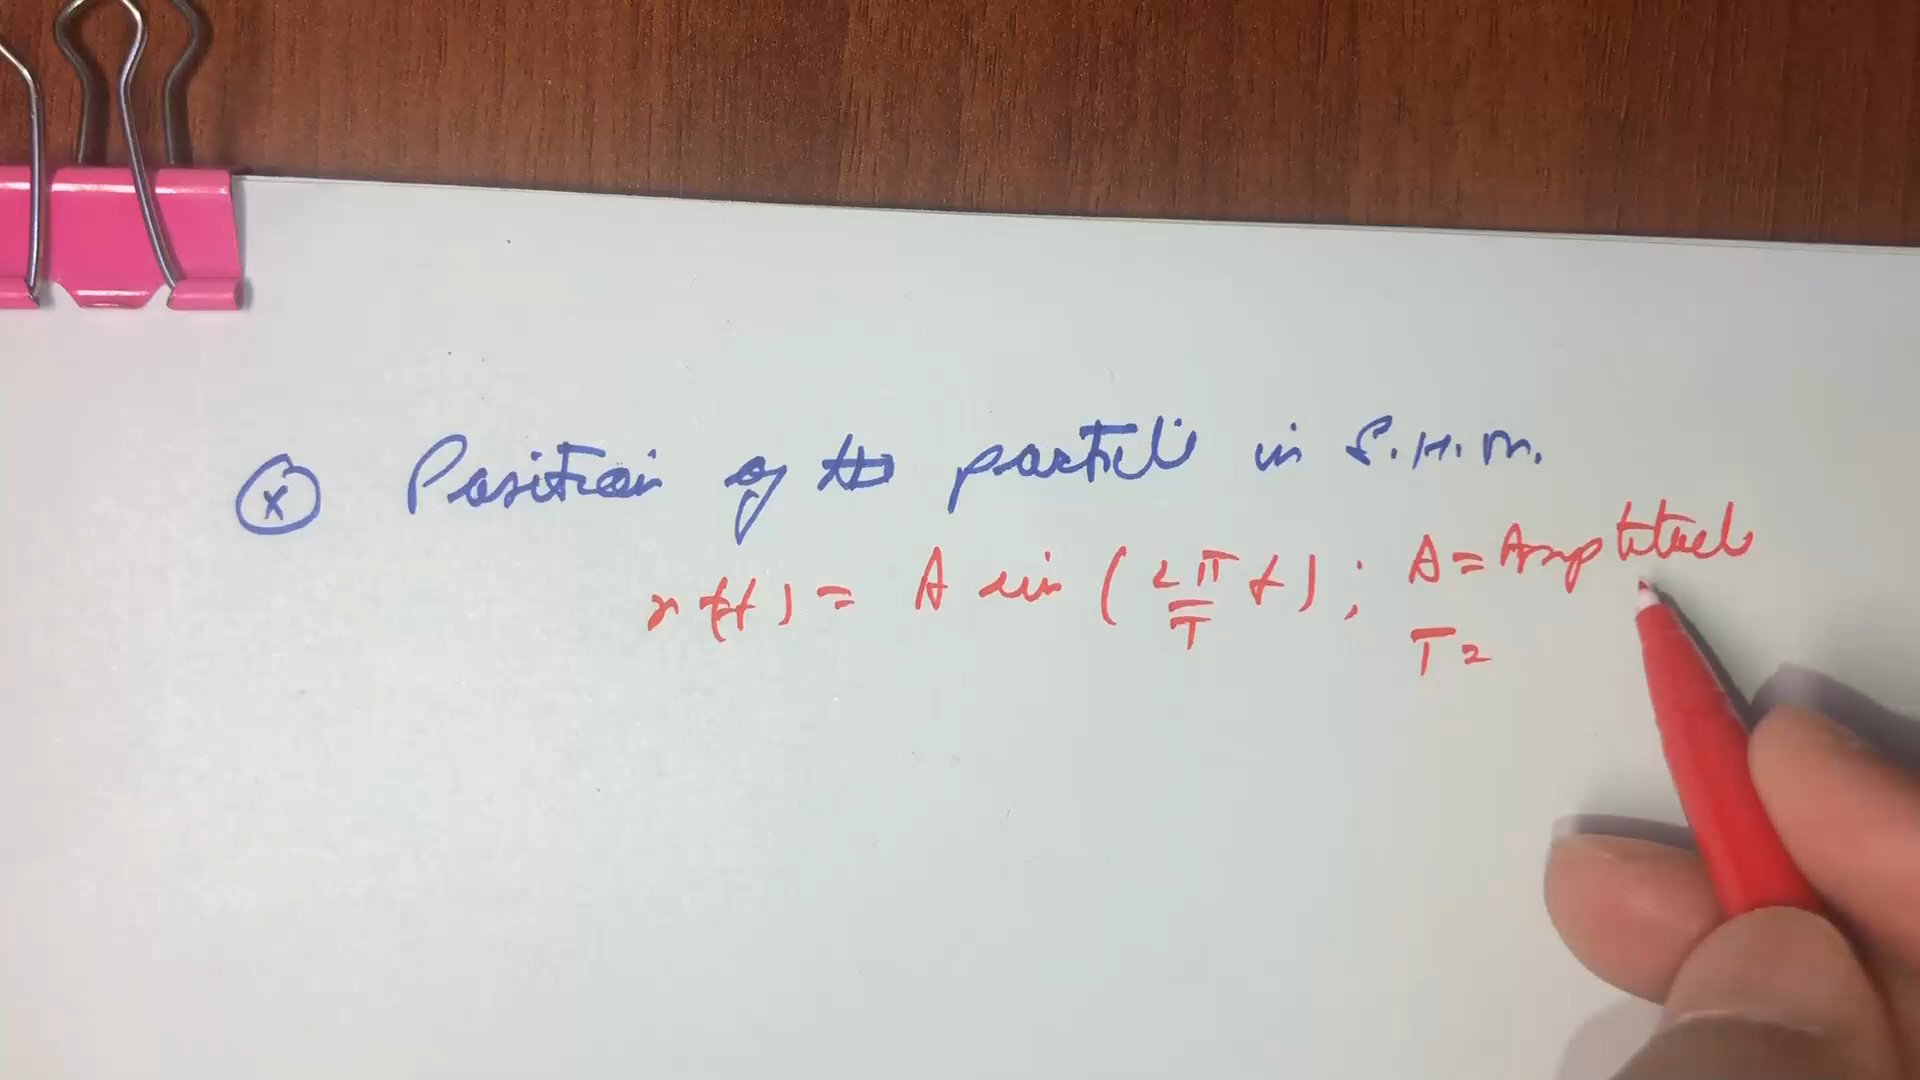 (x) Position of the particle in S.H.M.
x(t) = A sin ( 2π/T t ) ; A = Amplitude
T =